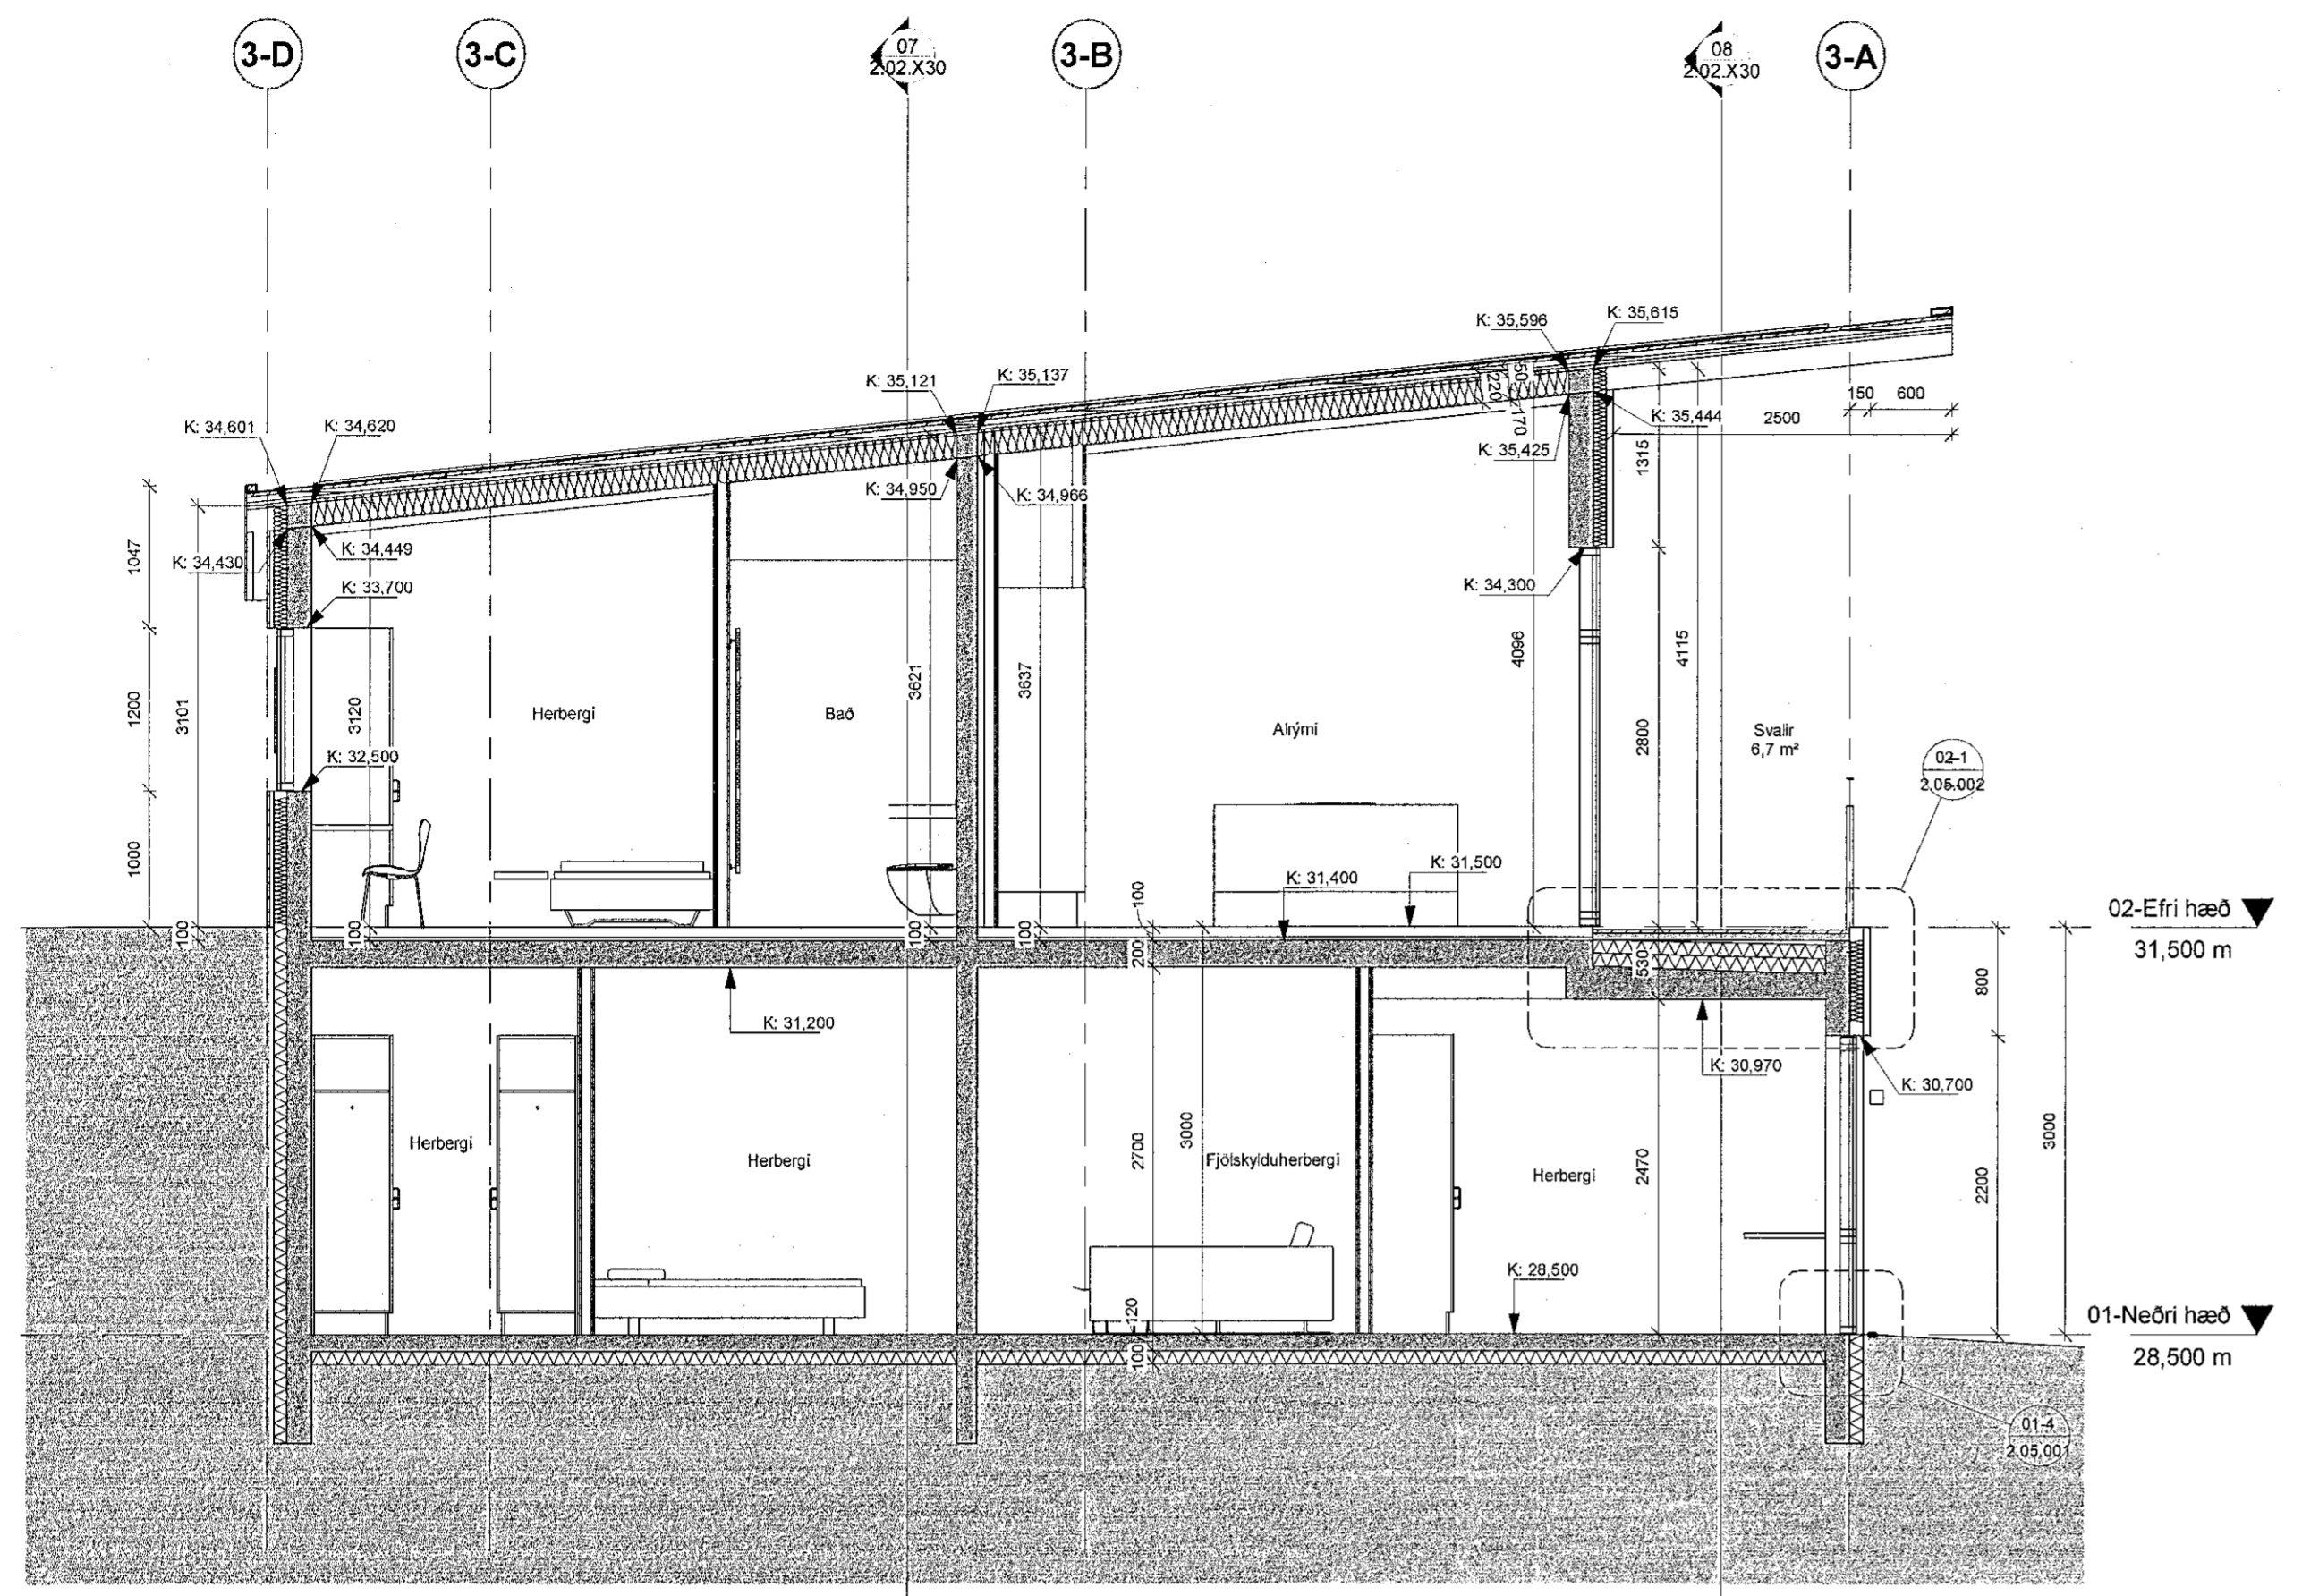 3-D
3-C
07
2.02.X30
3-B
08
2.02.X30
3-A
K: 35,596
K: 35,615
K: 35,121
K: 35,137
150
600
2500
K: 34,601
K: 34,620
50
220
170
K: 35,444
K: 35,425
1315
K: 34,950
K: 34,966
1047
K: 34,430
K: 34,449
K: 33,700
K: 34,300
1200
3101
3120
Herbergi
Bað
3621
3637
Alrými
4096
2800
4115
Svalir
6,7 m²
K: 32,500
02-1
2.05.002
1000
K: 31,400
K: 31,500
100
100
100
100
100
200
530
02-Efri hæð
31,500 m
800
K: 31,200
K: 30,970
K: 30,700
Herbergi
Herbergi
2700
3000
Fjölskylduherbergi
Herbergi
2470
2200
3000
K: 28,500
120
100
01-Neðri hæð
28,500 m
01-4
2.05.001